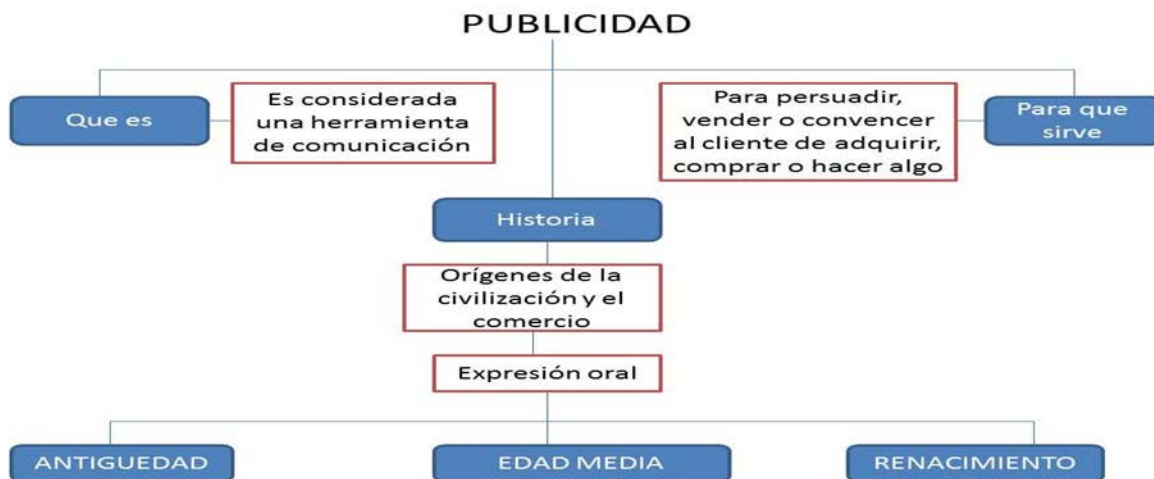 PUBLICIDAD
Que es
Es considerada
una herramienta
de comunicación
Para persuadir,
vender o convencer
al cliente de adquirir,
comprar o hacer algo
Para que
sirve
Historia
Orígenes de la
civilización y el
comercio
Expresión oral
ANTIGUEDAD
EDAD MEDIA
RENACIMIENTO